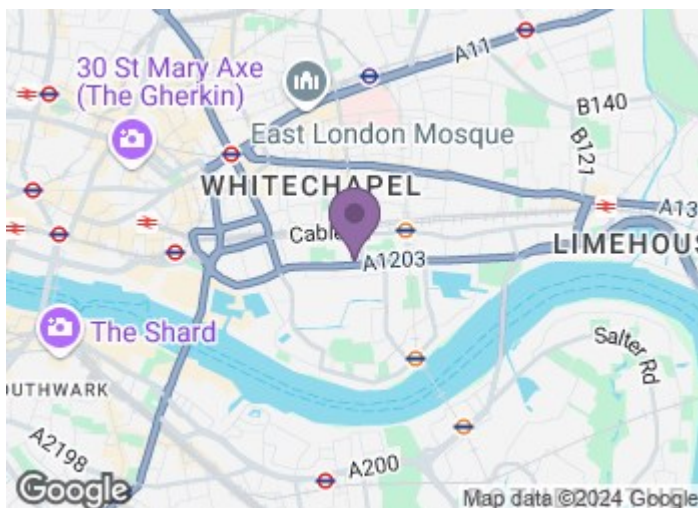 A11
30 St Mary Axe
(The Gherkin)
B140
East London Mosque
B121
WHITECHAPEL
A13
Cable
LIMEHOUS
A1203
The Shard
Salter Rd
OUTHWARK
A2198
A200
Google
Map data ©2024 Google